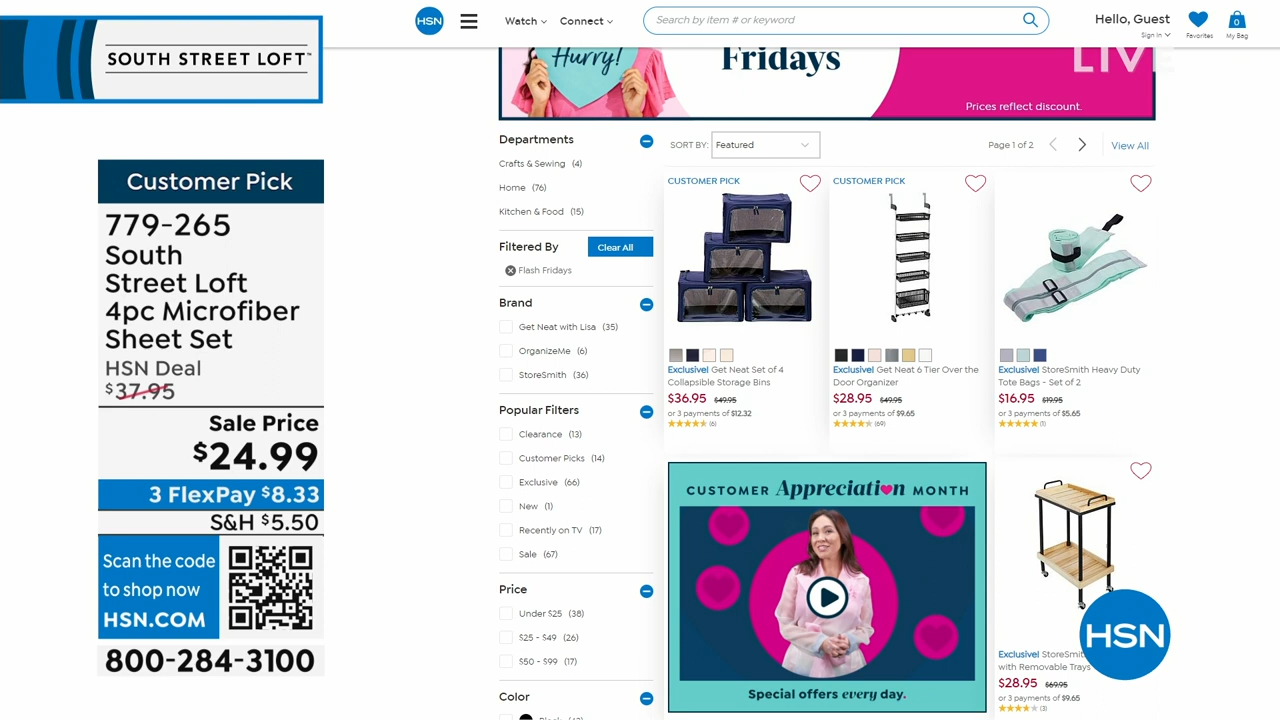 SOUTH STREET LOFT™
Customer Pick
779-265
South
Street Loft
4pc Microfiber
Sheet Set
HSN Deal
$37.95
Sale Price
$24.99
3 FlexPay $8.33
S&H $5.50
Scan the code
to shop now
HSN.COM
800-284-3100
HSN
Watch
Connect
Search by item # or keyword
Hello, Guest
Sign in
Favorites
0
My Bag
Hurry!
Fridays
LIVE
Prices reflect discount.
Departments
Crafts & Sewing (4)
Home (76)
Kitchen & Food (15)
Filtered By
Clear All
Flash Fridays
Brand
Get Neat with Lisa (35)
OrganizeMe (6)
StoreSmith (36)
Popular Filters
Clearance (13)
Customer Picks (14)
Exclusive (66)
New (1)
Recently on TV (17)
Sale (67)
Price
Under $25 (38)
$25 - $49 (26)
$50 - $99 (17)
Color
SORT BY: Featured
Page 1 of 2
View All
CUSTOMER PICK
Exclusive! Get Neat Set of 4
Collapsible Storage Bins
$36.95 $49.95
or 3 payments of $12.32
(6)
CUSTOMER PICK
Exclusive! Get Neat 6 Tier Over the
Door Organizer
$28.95 $49.95
or 3 payments of $9.65
(69)
Exclusive! StoreSmith Heavy Duty
Tote Bags - Set of 2
$16.95 $19.95
or 3 payments of $5.65
(1)
CUSTOMER Appreciation MONTH
Special offers every day.
Exclusive! StoreSmit
with Removable Trays
$28.95 $69.95
or 3 payments of $9.65
(3)
HSN